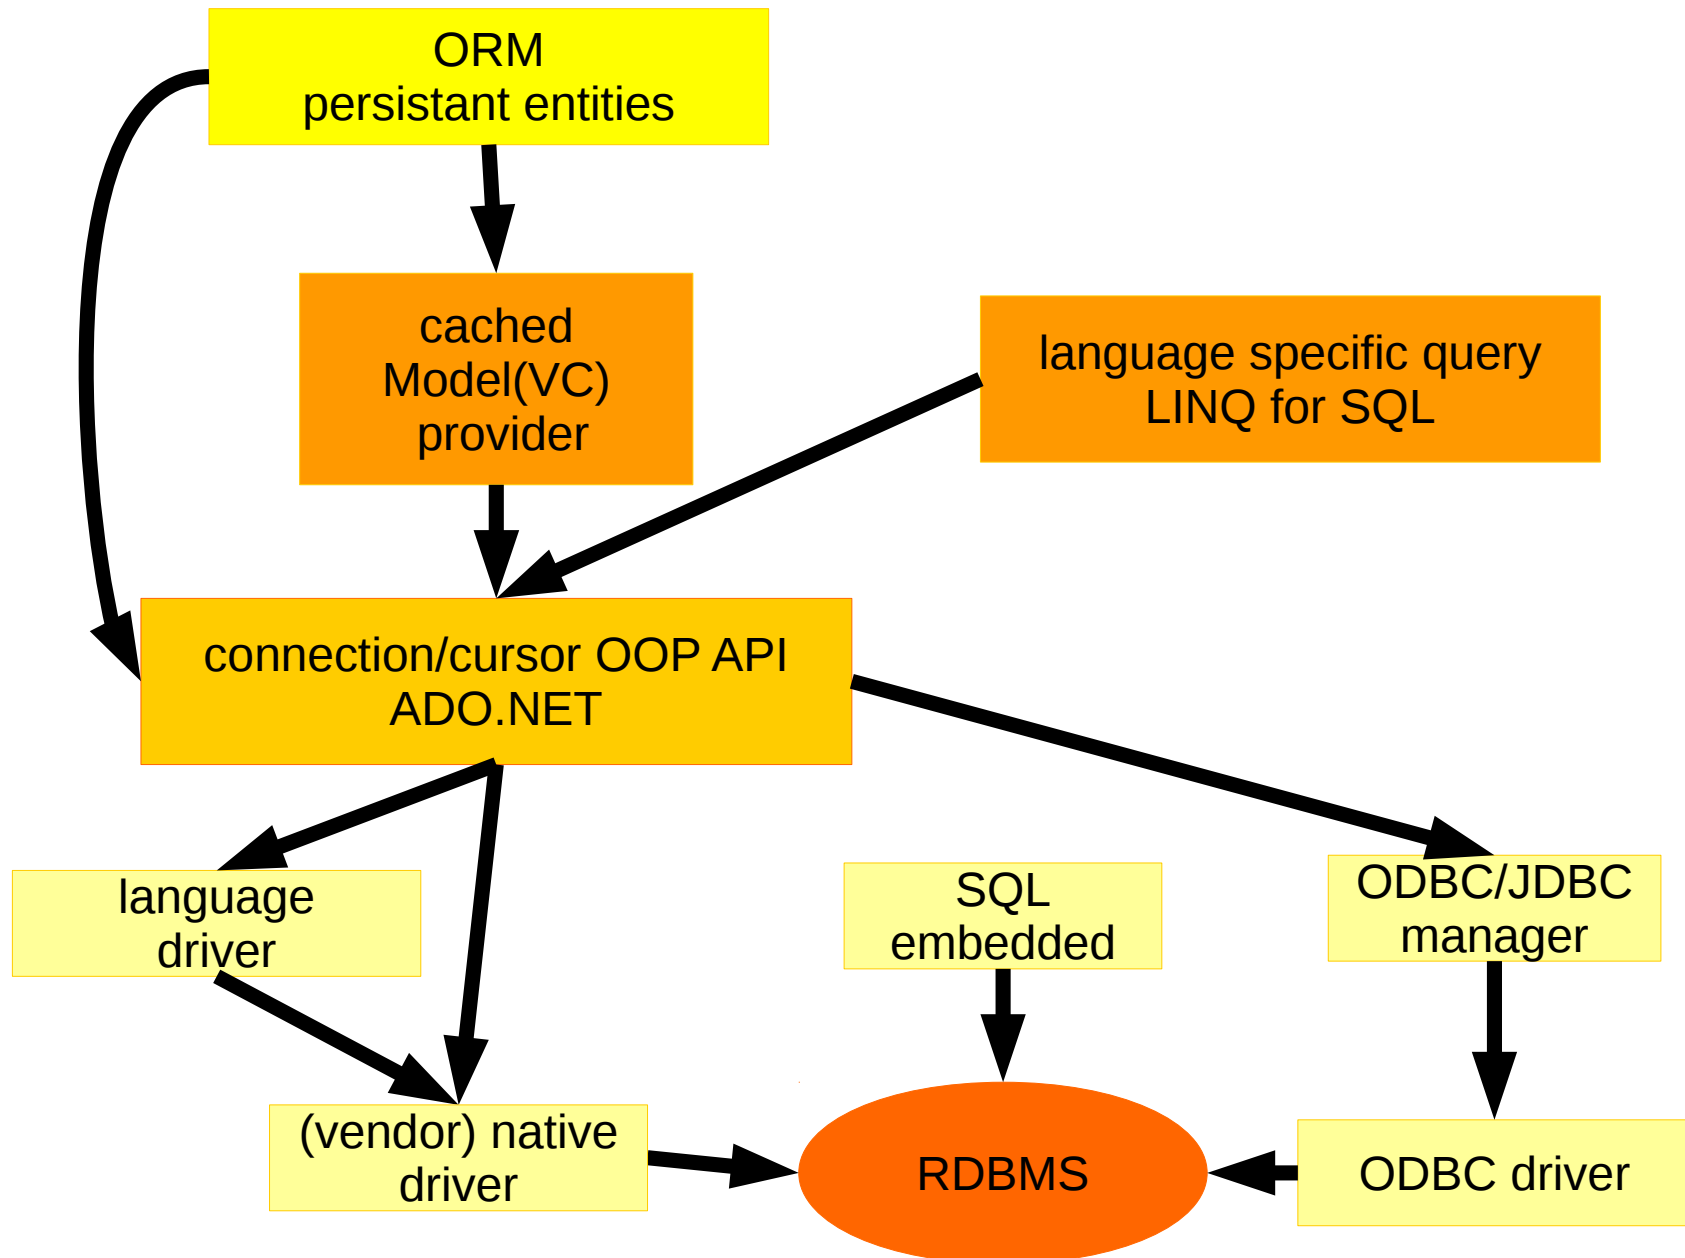 ORM
persistant entities
cached
Model(VC)
provider
language specific query
LINQ for SQL
connection/cursor OOP API
ADO.NET
language
driver
SQL
embedded
ODBC/JDBC
manager
(vendor) native
driver
RDBMS
ODBC driver